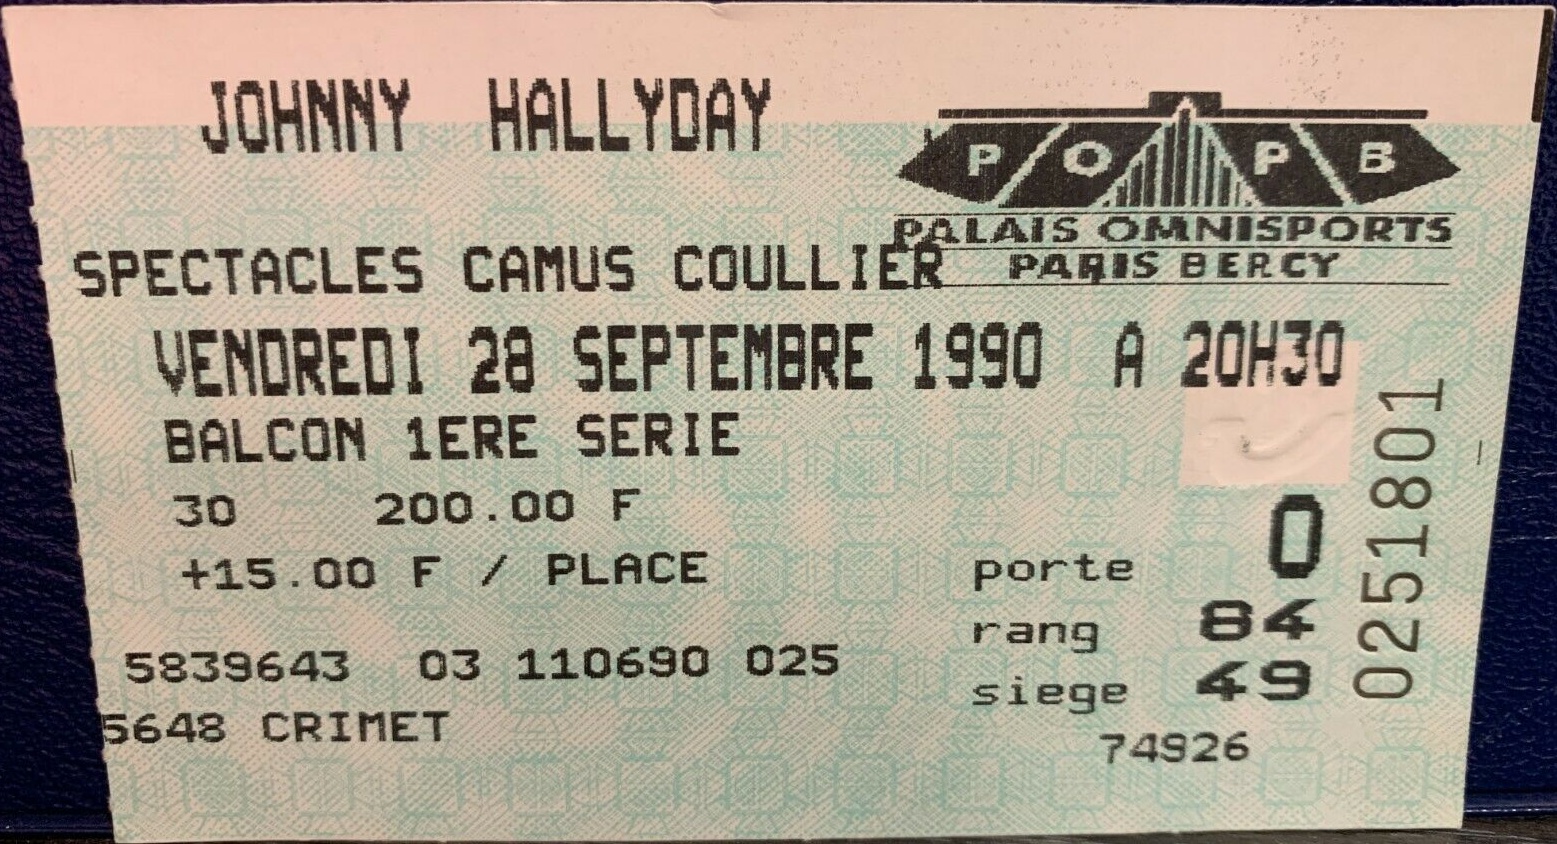 JOHNNY HALLYDAY
P O P B
PALAIS OMNISPORTS
PARIS BERCY
SPECTACLES CAMUS COULLIER
VENDREDI 28 SEPTEMBRE 1990 A 20H30
BALCON 1ERE SERIE
30 200.00 F
+15.00 F / PLACE
porte 0
rang 84
siege 49
5839643 03 110690 025
5648 CRIMET
74926
0251801